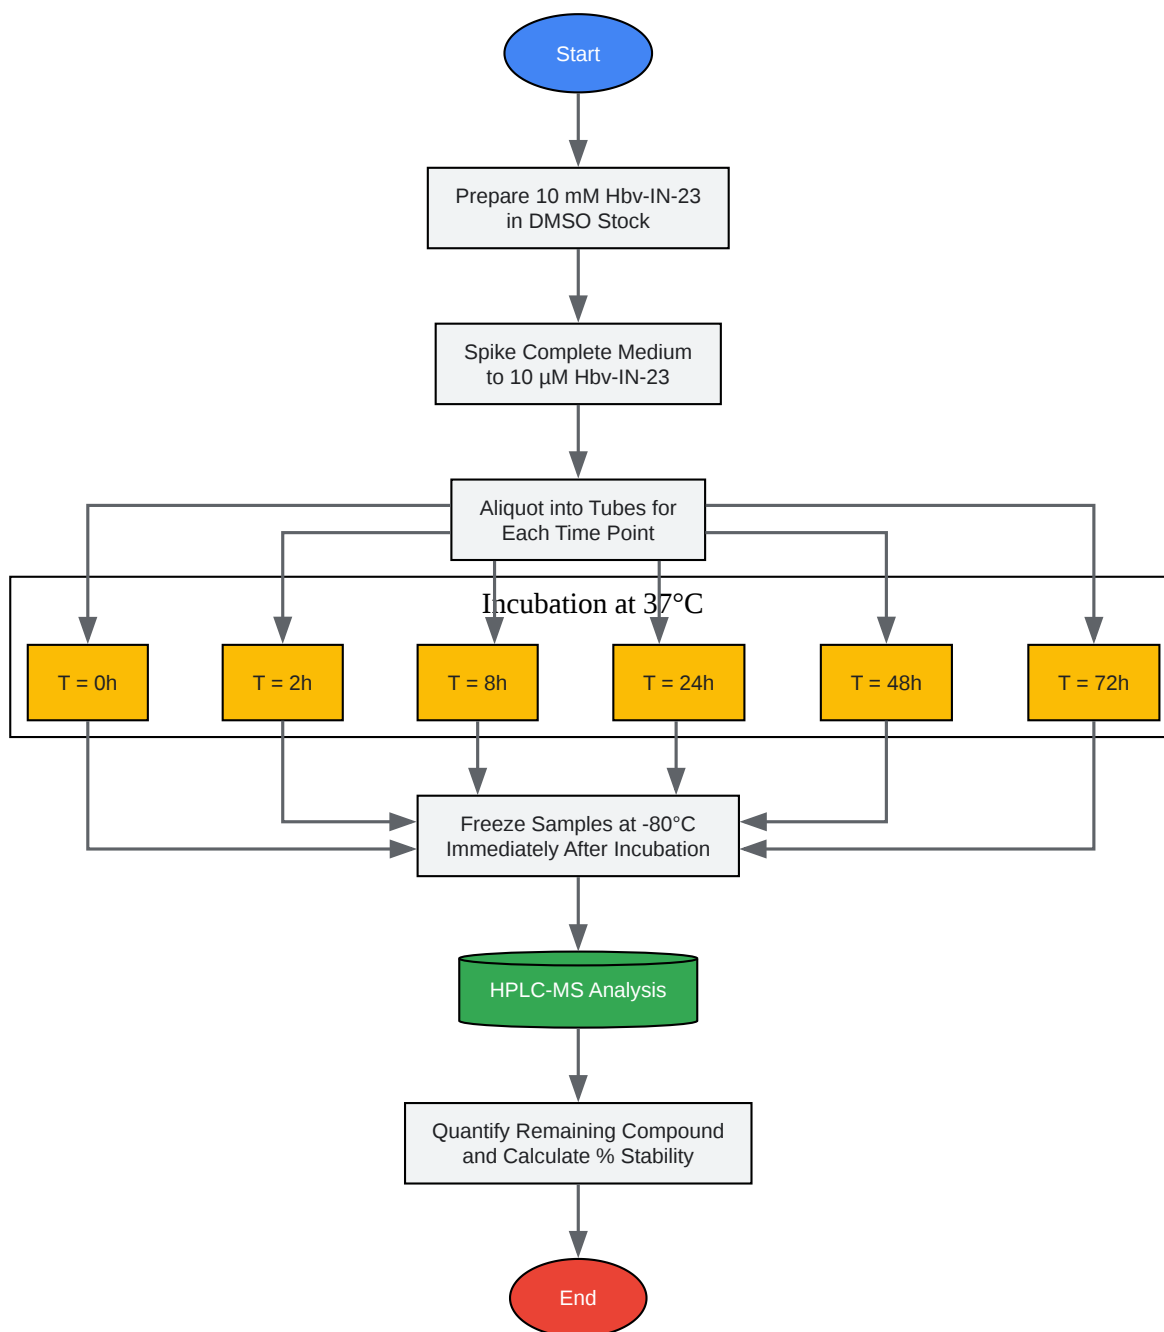 Start
Prepare 10 mM Hbv-IN-23
in DMSO Stock
Spike Complete Medium
to 10 µM Hbv-IN-23
Aliquot into Tubes for
Each Time Point
Incubation at 37°C
T = 0h
T = 2h
T = 8h
T = 24h
T = 48h
T = 72h
Freeze Samples at -80°C
Immediately After Incubation
HPLC-MS Analysis
Quantify Remaining Compound
and Calculate % Stability
End